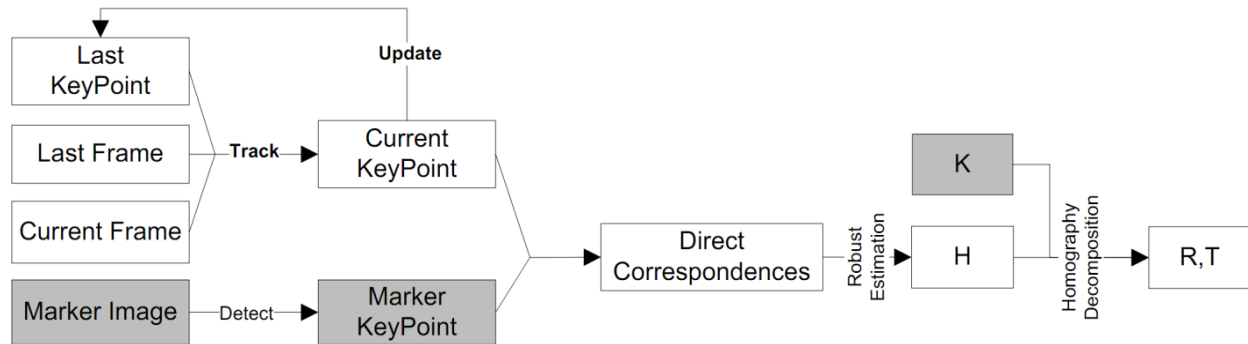 Last
KeyPoint
Update
Last Frame
Track
Current
KeyPoint
Current Frame
Marker Image
Detect
Marker
KeyPoint
Direct
Correspondences
Robust
Estimation
K
H
Homography
Decomposition
R,T